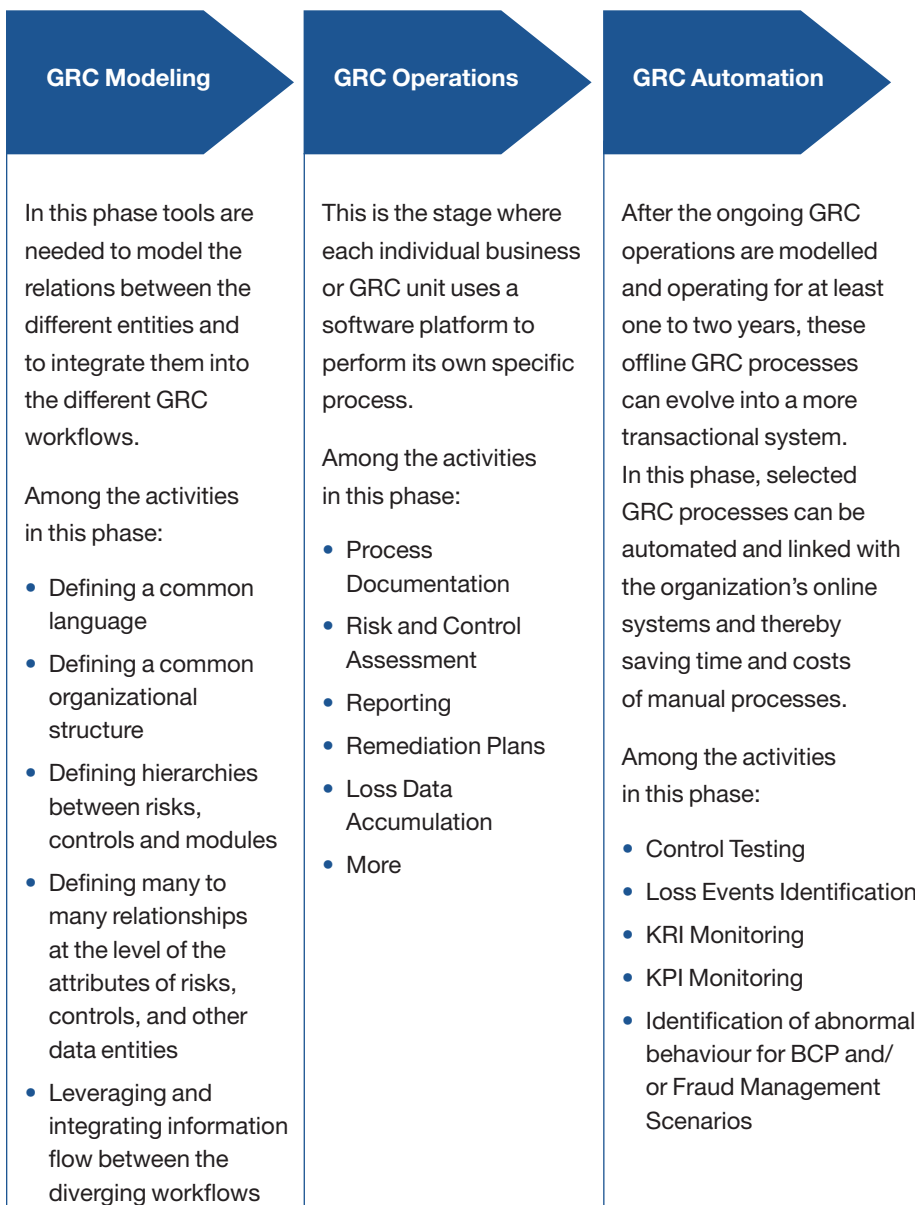 GRC Modeling
In this phase tools are
needed to model the
relations between the
different entities and
to integrate them into
the different GRC
workflows.
Among the activities
in this phase:
• Defining a common
language
• Defining a common
organizational
structure
• Defining hierarchies
between risks,
controls and modules
• Defining many to
many relationships
at the level of the
attributes of risks,
controls, and other
data entities
• Leveraging and
integrating information
flow between the
diverging workflows
GRC Operations
This is the stage where
each individual business
or GRC unit uses a
software platform to
perform its own specific
process.
Among the activities
in this phase:
• Process
Documentation
• Risk and Control
Assessment
• Reporting
• Remediation Plans
• Loss Data
Accumulation
• More
GRC Automation
After the ongoing GRC
operations are modelled
and operating for at least
one to two years, these
offline GRC processes
can evolve into a more
transactional system.
In this phase, selected
GRC processes can be
automated and linked with
the organization’s online
systems and thereby
saving time and costs
of manual processes.
Among the activities
in this phase:
• Control Testing
• Loss Events Identification
• KRI Monitoring
• KPI Monitoring
• Identification of abnormal
behaviour for BCP and/
or Fraud Management
Scenarios